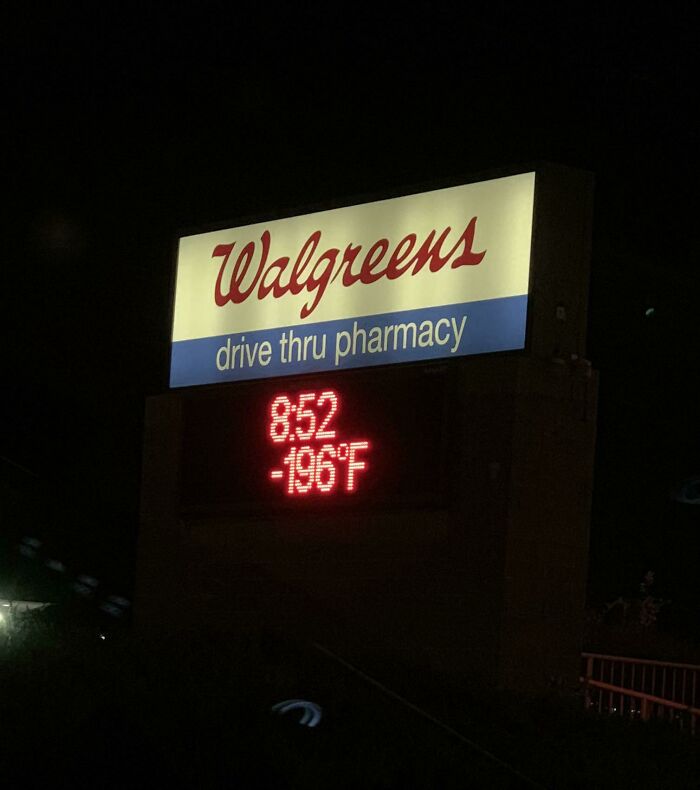 Walgreens
drive thru pharmacy
8:52
-196°F